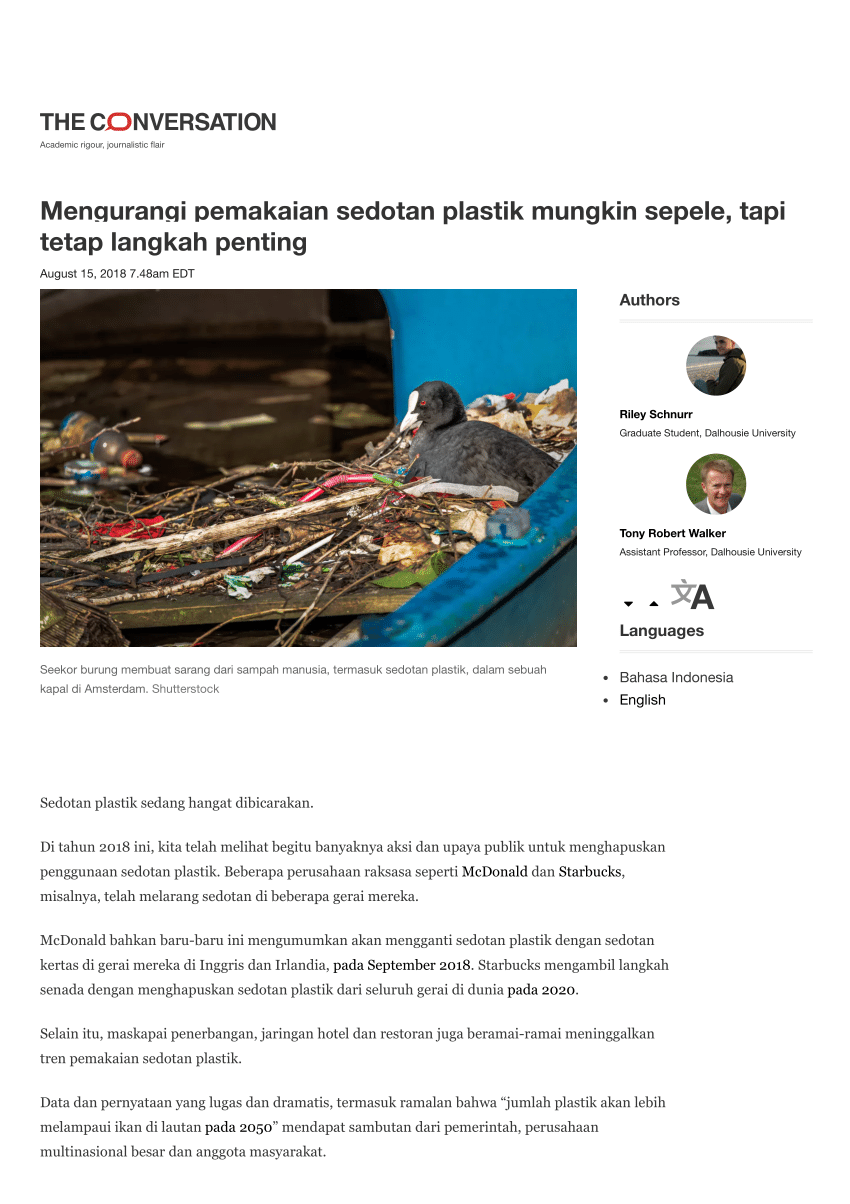 THE CONVERSATION
Academic rigour, journalistic flair
Mengurangi pemakaian sedotan plastik mungkin sepele, tapi
tetap langkah penting
August 15, 2018 7.48am EDT
Seekor burung membuat sarang dari sampah manusia, termasuk sedotan plastik, dalam sebuah
kapal di Amsterdam. Shutterstock
Authors
Riley Schnurr
Graduate Student, Dalhousie University
Tony Robert Walker
Assistant Professor, Dalhousie University
文A
Languages
• Bahasa Indonesia
• English
Sedotan plastik sedang hangat dibicarakan.
Di tahun 2018 ini, kita telah melihat begitu banyaknya aksi dan upaya publik untuk menghapuskan
penggunaan sedotan plastik. Beberapa perusahaan raksasa seperti McDonald dan Starbucks,
misalnya, telah melarang sedotan di beberapa gerai mereka.
McDonald bahkan baru-baru ini mengumumkan akan mengganti sedotan plastik dengan sedotan
kertas di gerai mereka di Inggris dan Irlandia, pada September 2018. Starbucks mengambil langkah
senada dengan menghapuskan sedotan plastik dari seluruh gerai di dunia pada 2020.
Selain itu, maskapai penerbangan, jaringan hotel dan restoran juga beramai-ramai meninggalkan
tren pemakaian sedotan plastik.
Data dan pernyataan yang lugas dan dramatis, termasuk ramalan bahwa “jumlah plastik akan lebih
melampaui ikan di lautan pada 2050” mendapat sambutan dari pemerintah, perusahaan
multinasional besar dan anggota masyarakat.